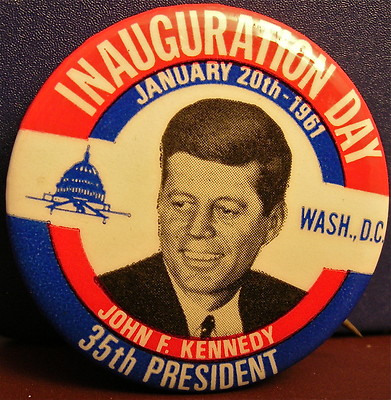 INAUGURATION DAY
JANUARY 20th-1961
WASH., D.C.
JOHN F. KENNEDY
35th PRESIDENT